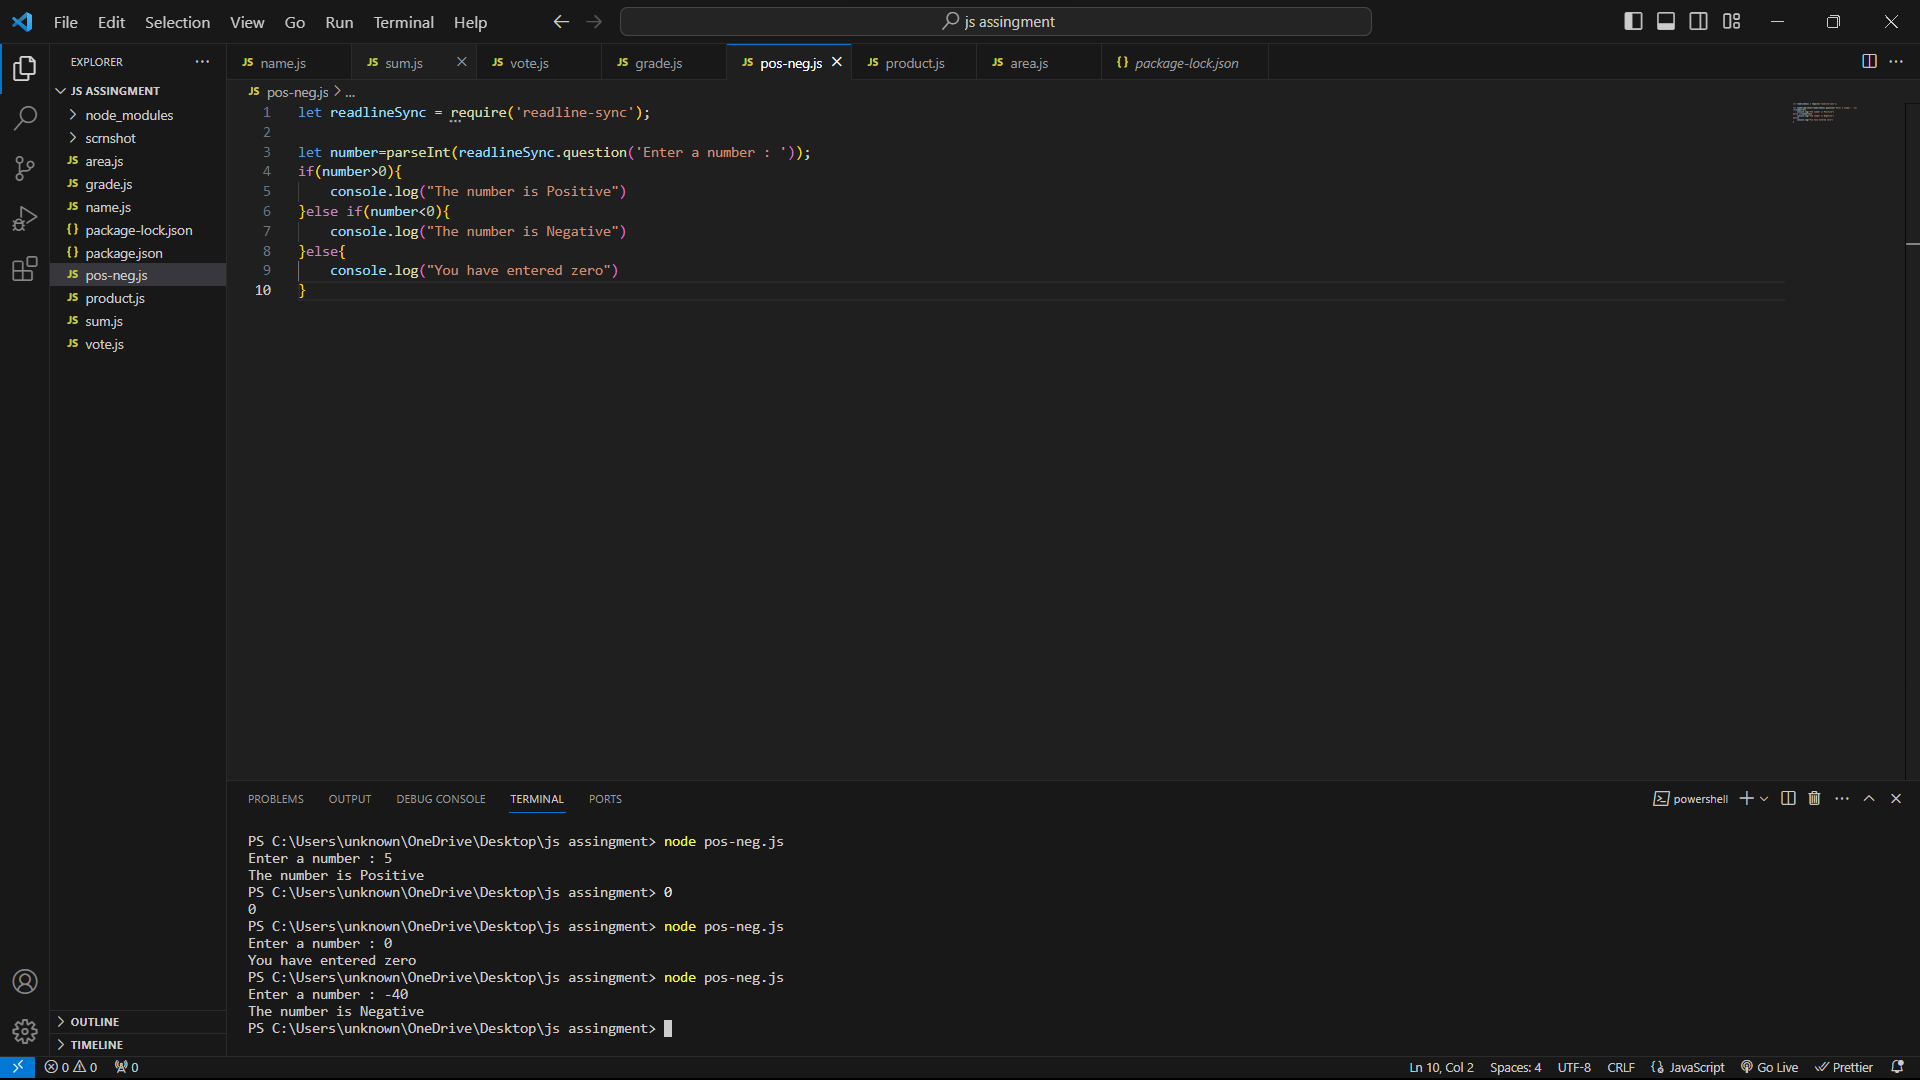 File Edit Selection View Go Run Terminal Help
js assingment
EXPLORER
JS name.js
JS sum.js
JS vote.js
JS grade.js
JS pos-neg.js
JS product.js
JS area.js
{} package-lock.json
JS ASSINGMENT
node_modules
scrnshot
JS area.js
JS grade.js
JS name.js
{} package-lock.json
{} package.json
JS pos-neg.js
JS product.js
JS sum.js
JS vote.js
OUTLINE
TIMELINE
JS pos-neg.js > ...
1 let readlineSync = require('readline-sync');
2
3 let number=parseInt(readlineSync.question('Enter a number : '));
4 if(number>0){
5 console.log("The number is Positive")
6 }else if(number<0){
7 console.log("The number is Negative")
8 }else{
9 console.log("You have entered zero")
10 }
PROBLEMS OUTPUT DEBUG CONSOLE TERMINAL PORTS
powershell
PS C:\Users\unknown\OneDrive\Desktop\js assingment> node pos-neg.js
Enter a number : 5
The number is Positive
PS C:\Users\unknown\OneDrive\Desktop\js assingment> 0
0
PS C:\Users\unknown\OneDrive\Desktop\js assingment> node pos-neg.js
Enter a number : 0
You have entered zero
PS C:\Users\unknown\OneDrive\Desktop\js assingment> node pos-neg.js
Enter a number : -40
The number is Negative
PS C:\Users\unknown\OneDrive\Desktop\js assingment>
0 0 0
Ln 10, Col 2 Spaces: 4 UTF-8 CRLF {} JavaScript Go Live Prettier